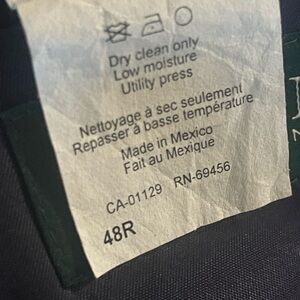 Dry clean only
Low moisture
Utility press
Nettoyage à sec seulement
Repasser à basse température
Made in Mexico
Fait au Mexique
CA-01129 RN-69456
48R